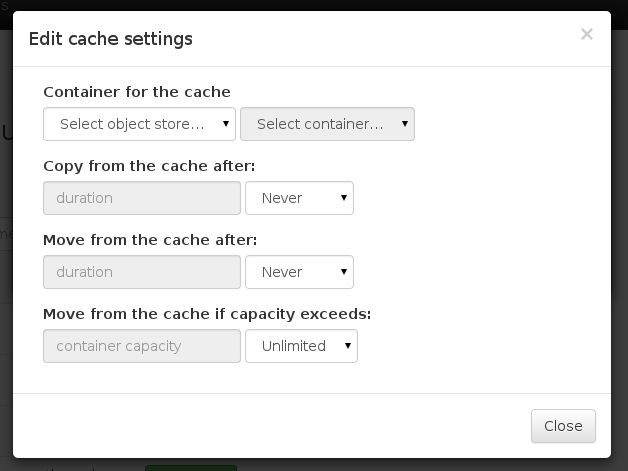 Edit cache settings ×
Container for the cache
Select object store... Select container...
Copy from the cache after:
duration Never
Move from the cache after:
duration Never
Move from the cache if capacity exceeds:
container capacity Unlimited
Close